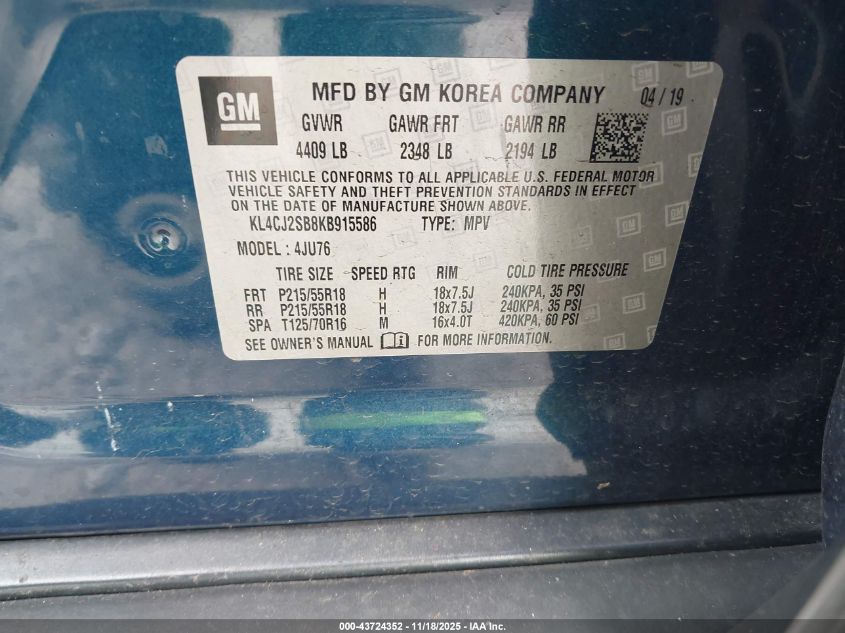 GM
MFD BY GM KOREA COMPANY 04/19
GVWR GAWR FRT GAWR RR
4409 LB 2348 LB 2194 LB
THIS VEHICLE CONFORMS TO ALL APPLICABLE U.S. FEDERAL MOTOR
VEHICLE SAFETY AND THEFT PREVENTION STANDARDS IN EFFECT
ON THE DATE OF MANUFACTURE SHOWN ABOVE.
KL4CJ2SB8KB915586 TYPE: MPV
MODEL : 4JU76
TIRE SIZE SPEED RTG RIM COLD TIRE PRESSURE
FRT P215/55R18 H 18x7.5J 240KPA, 35 PSI
RR P215/55R18 H 18x7.5J 240KPA, 35 PSI
SPA T125/70R16 M 16x4.0T 420KPA, 60 PSI
SEE OWNER'S MANUAL FOR MORE INFORMATION.
000-43724352 - 11/18/2025 - IAA Inc.